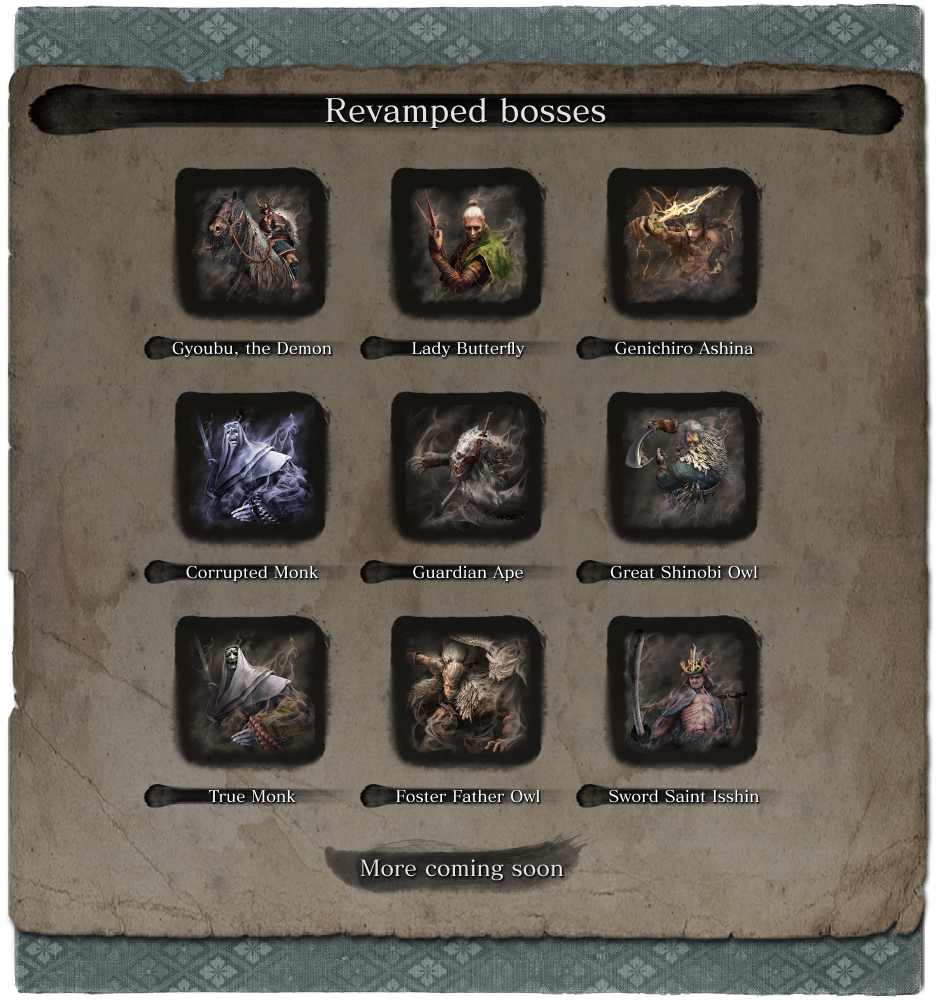 Revamped bosses
Gyoubu, the Demon
Lady Butterfly
Genichiro Ashina
Corrupted Monk
Guardian Ape
Great Shinobi Owl
True Monk
Foster Father Owl
Sword Saint Isshin
More coming soon